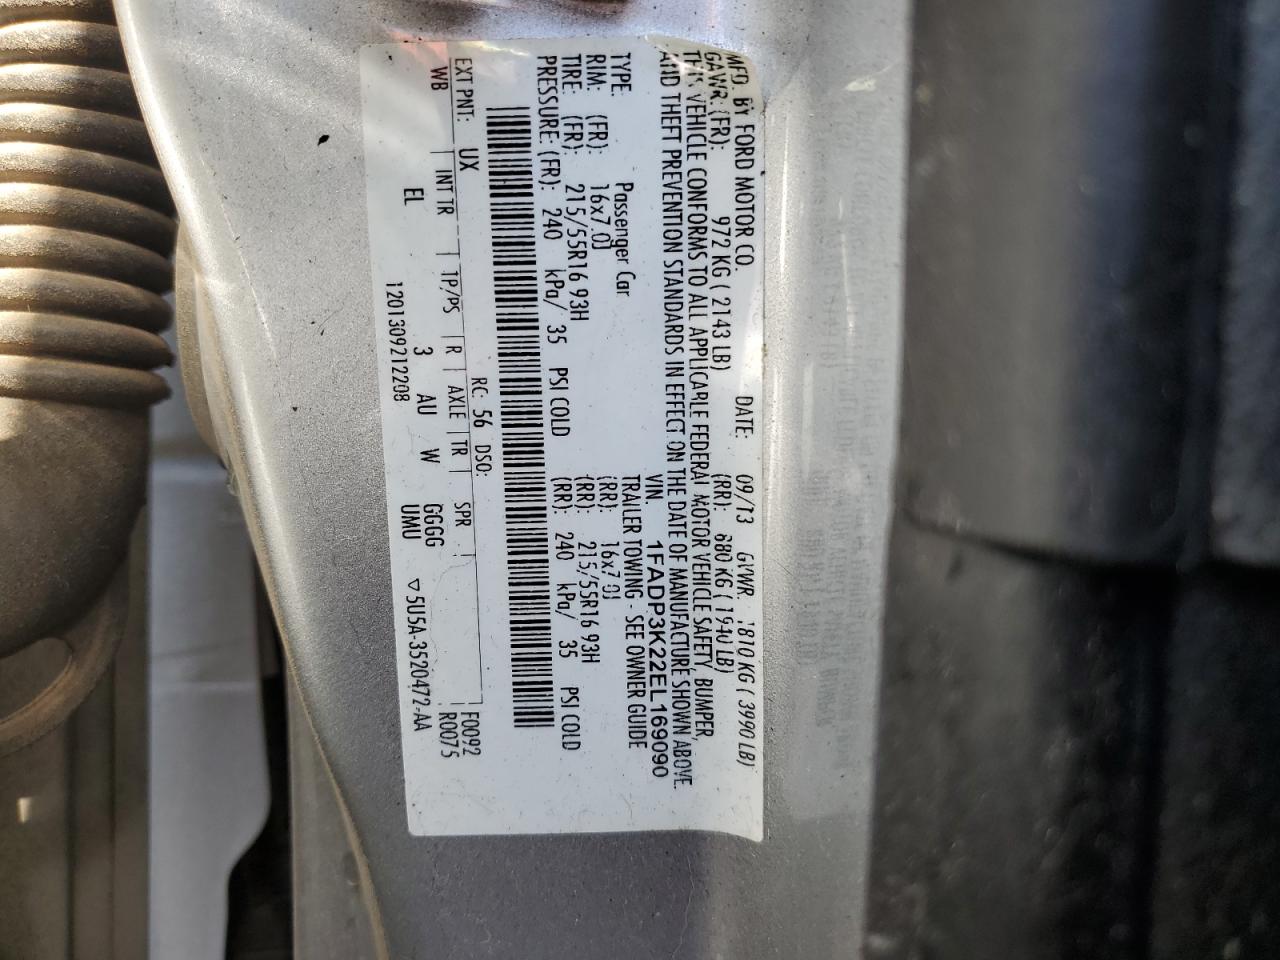 MFD. BY FORD MOTOR CO. DATE: 09/13 GVWR: 1810 KG ( 3990 LB)
GAWR: (FR): 972 KG ( 2143 LB) (RR): 880 KG ( 1940 LB)
THIS VEHICLE CONFORMS TO ALL APPLICABLE FEDERAL MOTOR VEHICLE SAFETY, BUMPER,
AND THEFT PREVENTION STANDARDS IN EFFECT ON THE DATE OF MANUFACTURE SHOWN ABOVE.
VIN 1FADP3K22EL169090
TYPE: Passenger Car TRAILER TOWING - SEE OWNER GUIDE
RIM: (FR): 16x7.0J (RR): 16x7.0J
TIRE: (FR): 215/55R16 93H (RR): 215/55R16 93H
PRESSURE: (FR): 240 kPa/ 35 PSI COLD (RR): 240 kPa/ 35 PSI COLD
RC: 56 DSO: F0092
EXT PNT: UX INT TR TP/PS R AXLE TR SPR R0075
WB EL 3 AU W GGGG
1201309212208 UMU ▽5U5A-3520472-AA